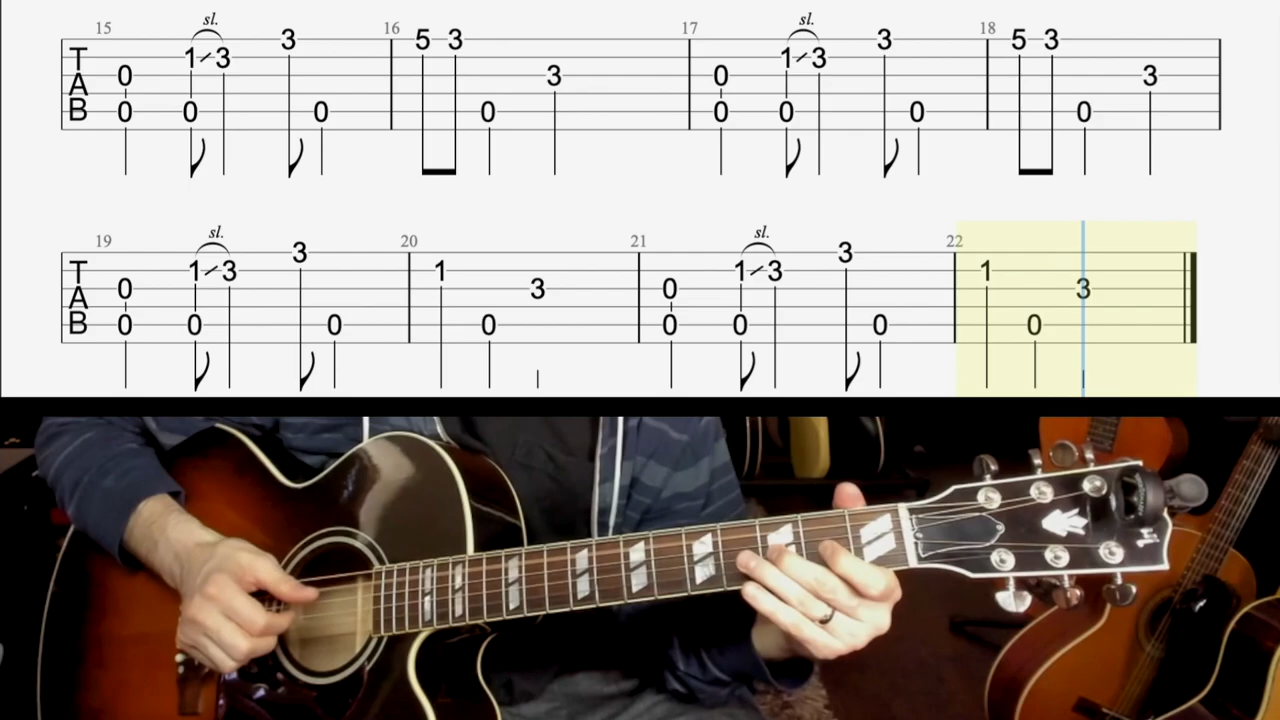 15 sl. 16 17 sl. 18
3 5 3 3 5 3
T 1 3 1 3
A 0 3 0 3
B 0 0 0 0 0 0 0 0
19 sl. 20 21 sl. 22
3 3
T 1 3 1 1 3 1
A 0 3 0 3
B 0 0 0 0 0 0 0 0